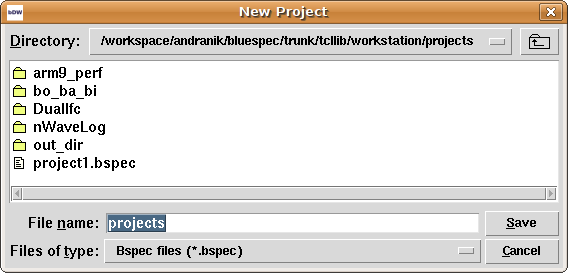 New Project
Directory: /workspace/andranik/bluespec/trunk/tcllib/workstation/projects
arm9_perf
bo_ba_bi
DualIfc
nWaveLog
out_dir
project1.bspec
File name: projects Save
Files of type: Bspec files (*.bspec) Cancel